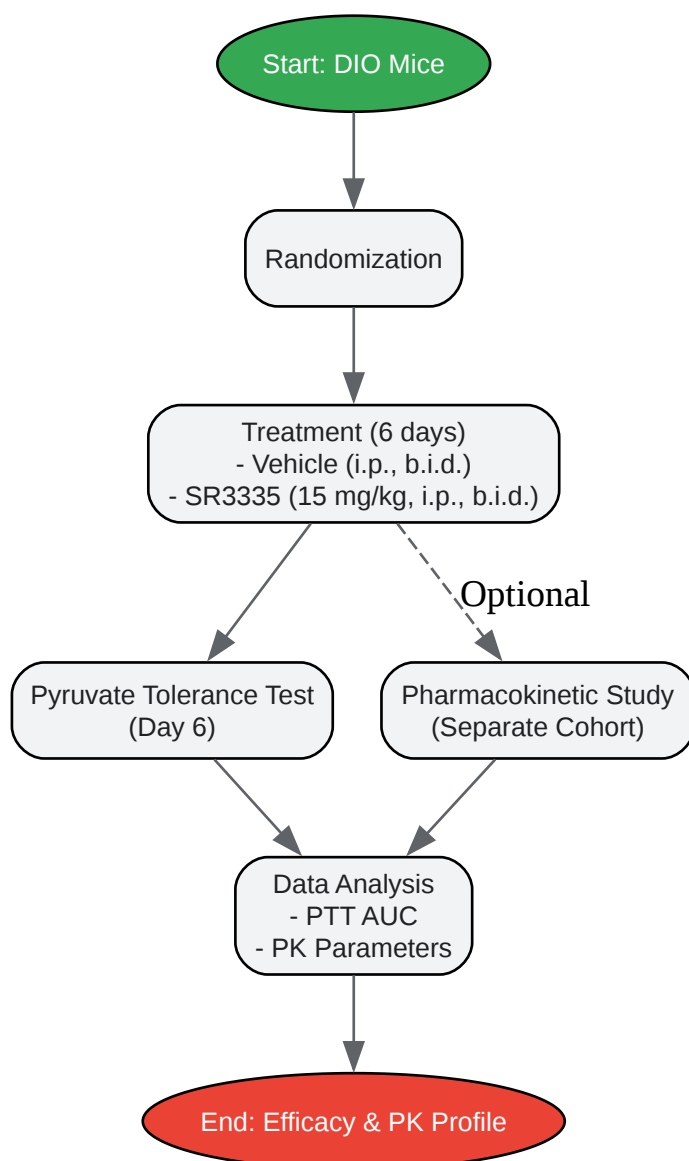 Start: DIO Mice
Randomization
Treatment (6 days)
- Vehicle (i.p., b.i.d.)
- SR3335 (15 mg/kg, i.p., b.i.d.)
Optional
Pyruvate Tolerance Test
(Day 6)
Pharmacokinetic Study
(Separate Cohort)
Data Analysis
- PTT AUC
- PK Parameters
End: Efficacy & PK Profile